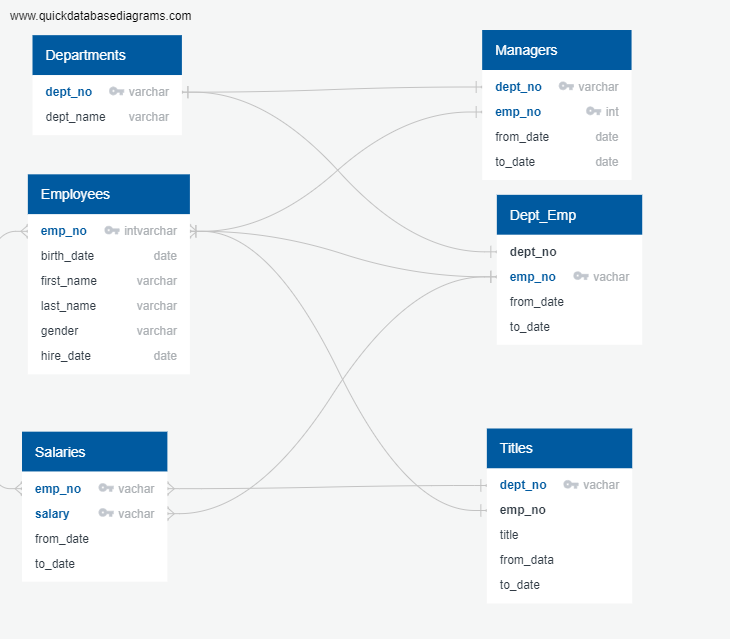 www.quickdatabasediagrams.com
Departments
dept_no varchar
dept_name varchar
Employees
emp_no intvarchar
birth_date date
first_name varchar
last_name varchar
gender varchar
hire_date date
Salaries
emp_no vachar
salary vachar
from_date
to_date
Managers
dept_no varchar
emp_no int
from_date date
to_date date
Dept_Emp
dept_no
emp_no vachar
from_date
to_date
Titles
dept_no vachar
emp_no
title
from_data
to_date